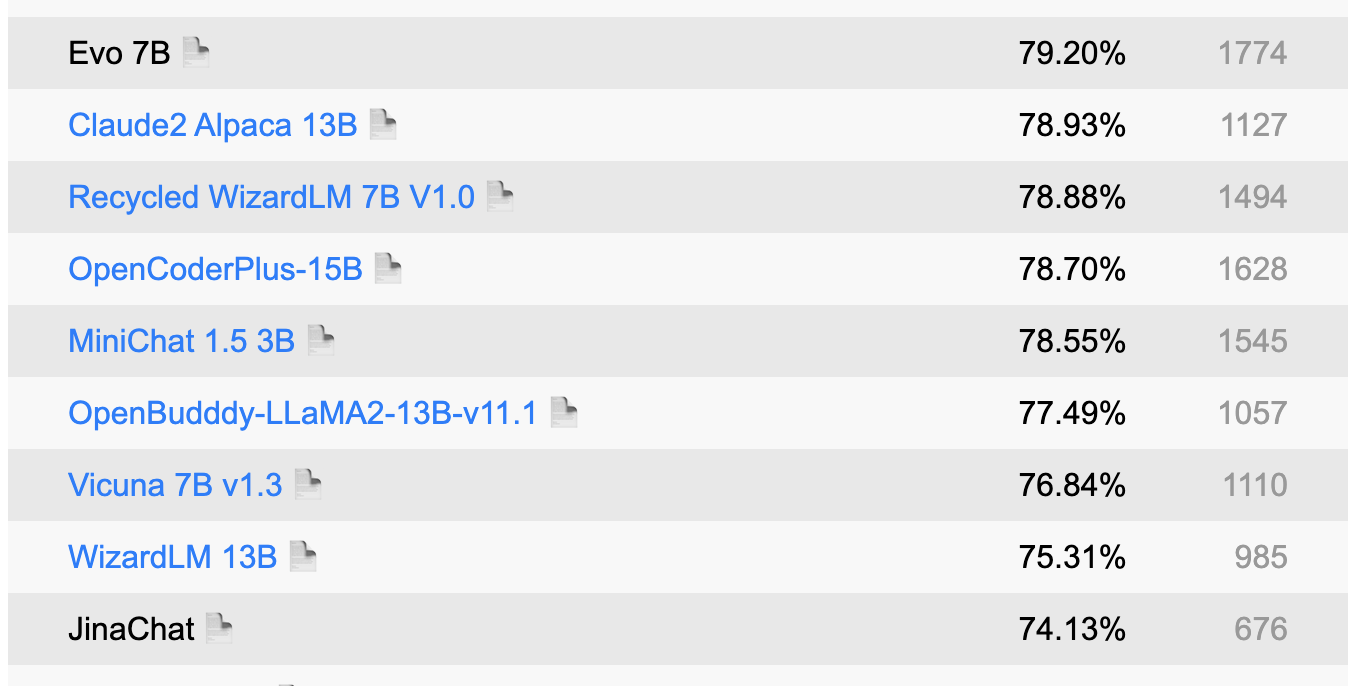 Evo 7B 79.20% 1774
Claude2 Alpaca 13B 78.93% 1127
Recycled WizardLM 7B V1.0 78.88% 1494
OpenCoderPlus-15B 78.70% 1628
MiniChat 1.5 3B 78.55% 1545
OpenBudddy-LLaMA2-13B-v11.1 77.49% 1057
Vicuna 7B v1.3 76.84% 1110
WizardLM 13B 75.31% 985
JinaChat 74.13% 676